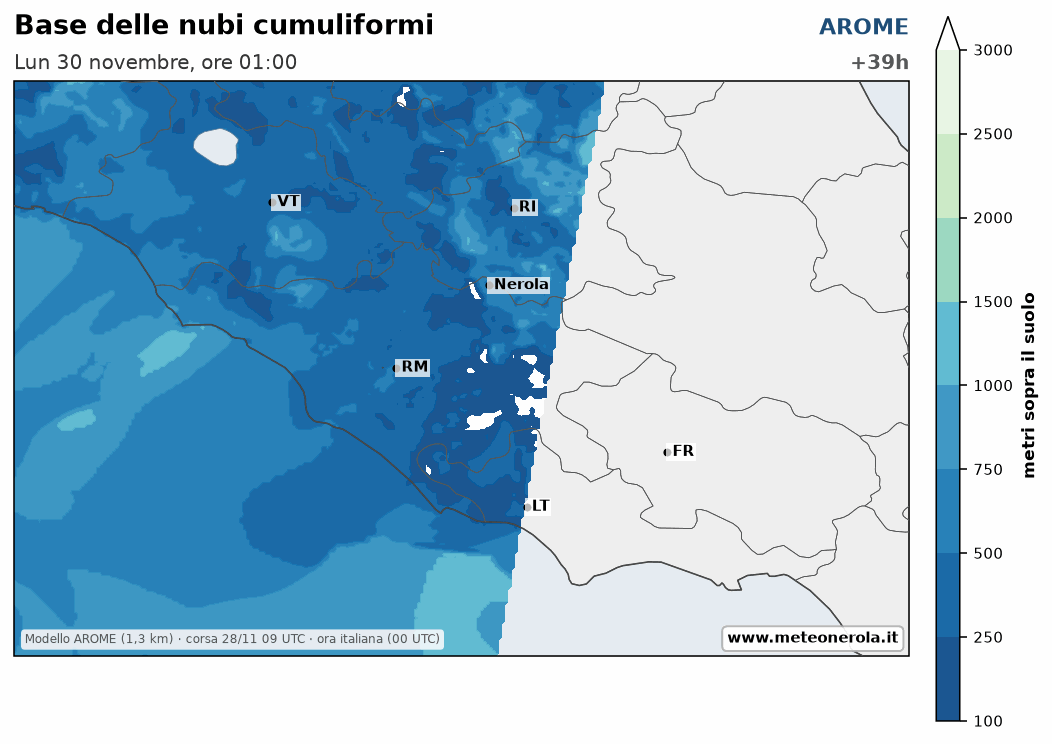 Base delle nubi cumuliformi
AROME
Lun 30 novembre, ore 01:00
+39h
VT
RI
Nerola
RM
FR
LT
Modello AROME (1,3 km) · corsa 28/11 09 UTC · ora italiana (00 UTC)
www.meteonerola.it
3000
2500
2000
1500
1000
750
500
250
100
metri sopra il suolo